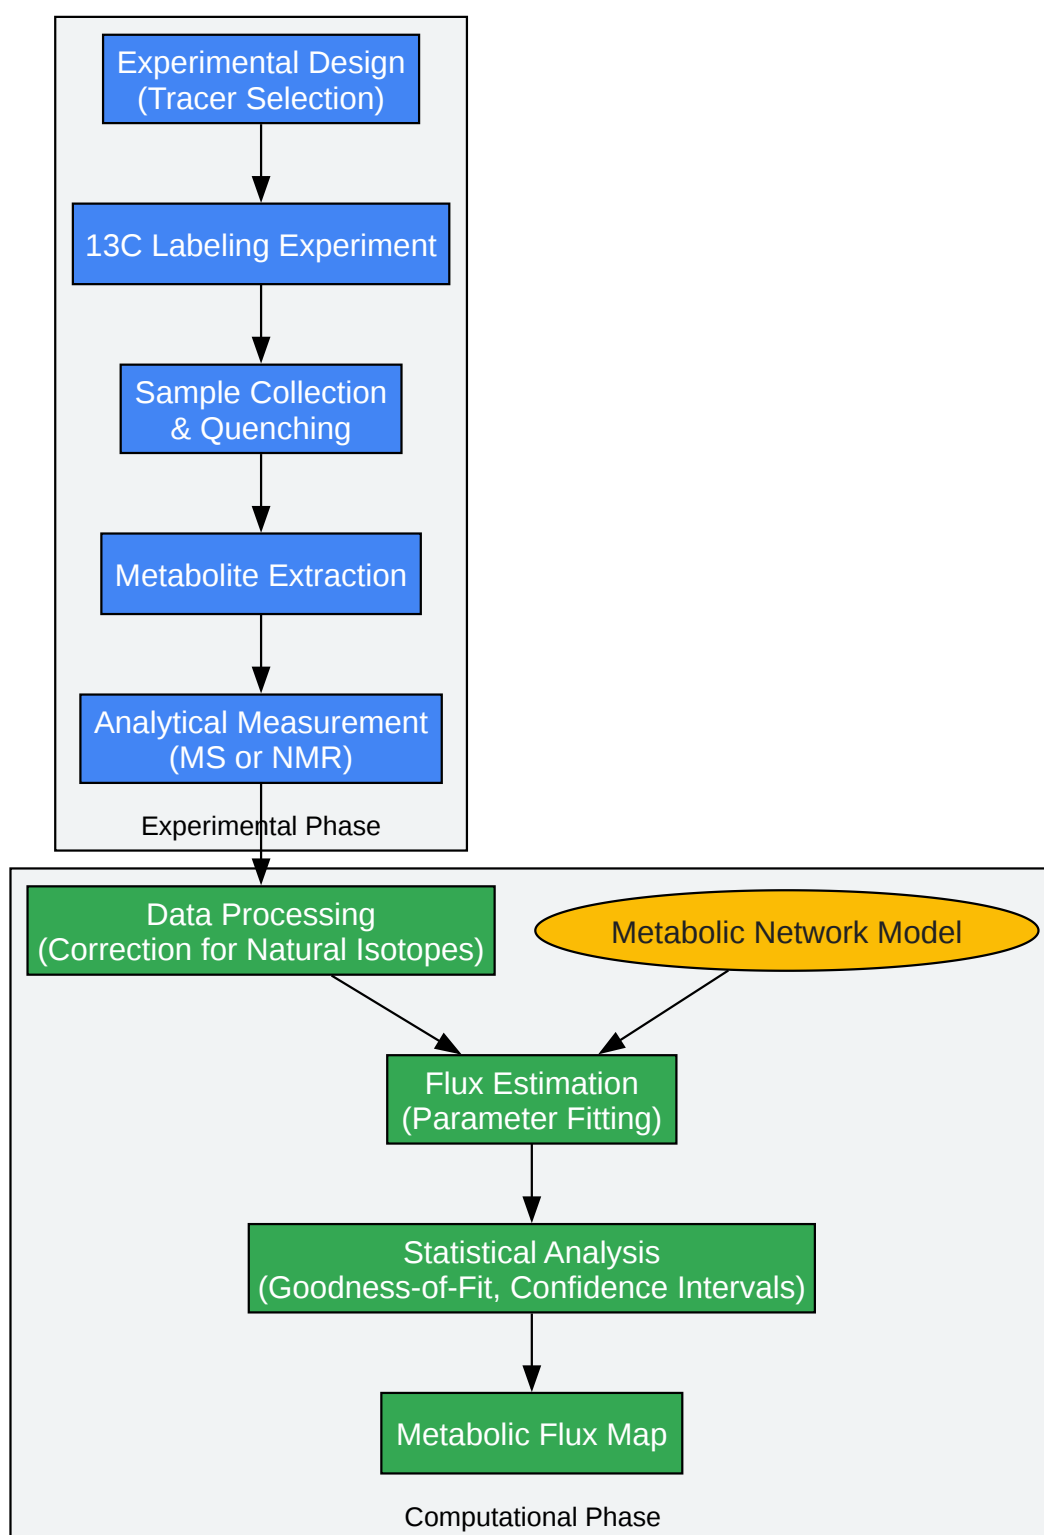 Experimental Design
(Tracer Selection)
13C Labeling Experiment
Sample Collection
& Quenching
Metabolite Extraction
Analytical Measurement
(MS or NMR)
Experimental Phase
Data Processing
(Correction for Natural Isotopes)
Metabolic Network Model
Flux Estimation
(Parameter Fitting)
Statistical Analysis
(Goodness-of-Fit, Confidence Intervals)
Metabolic Flux Map
Computational Phase